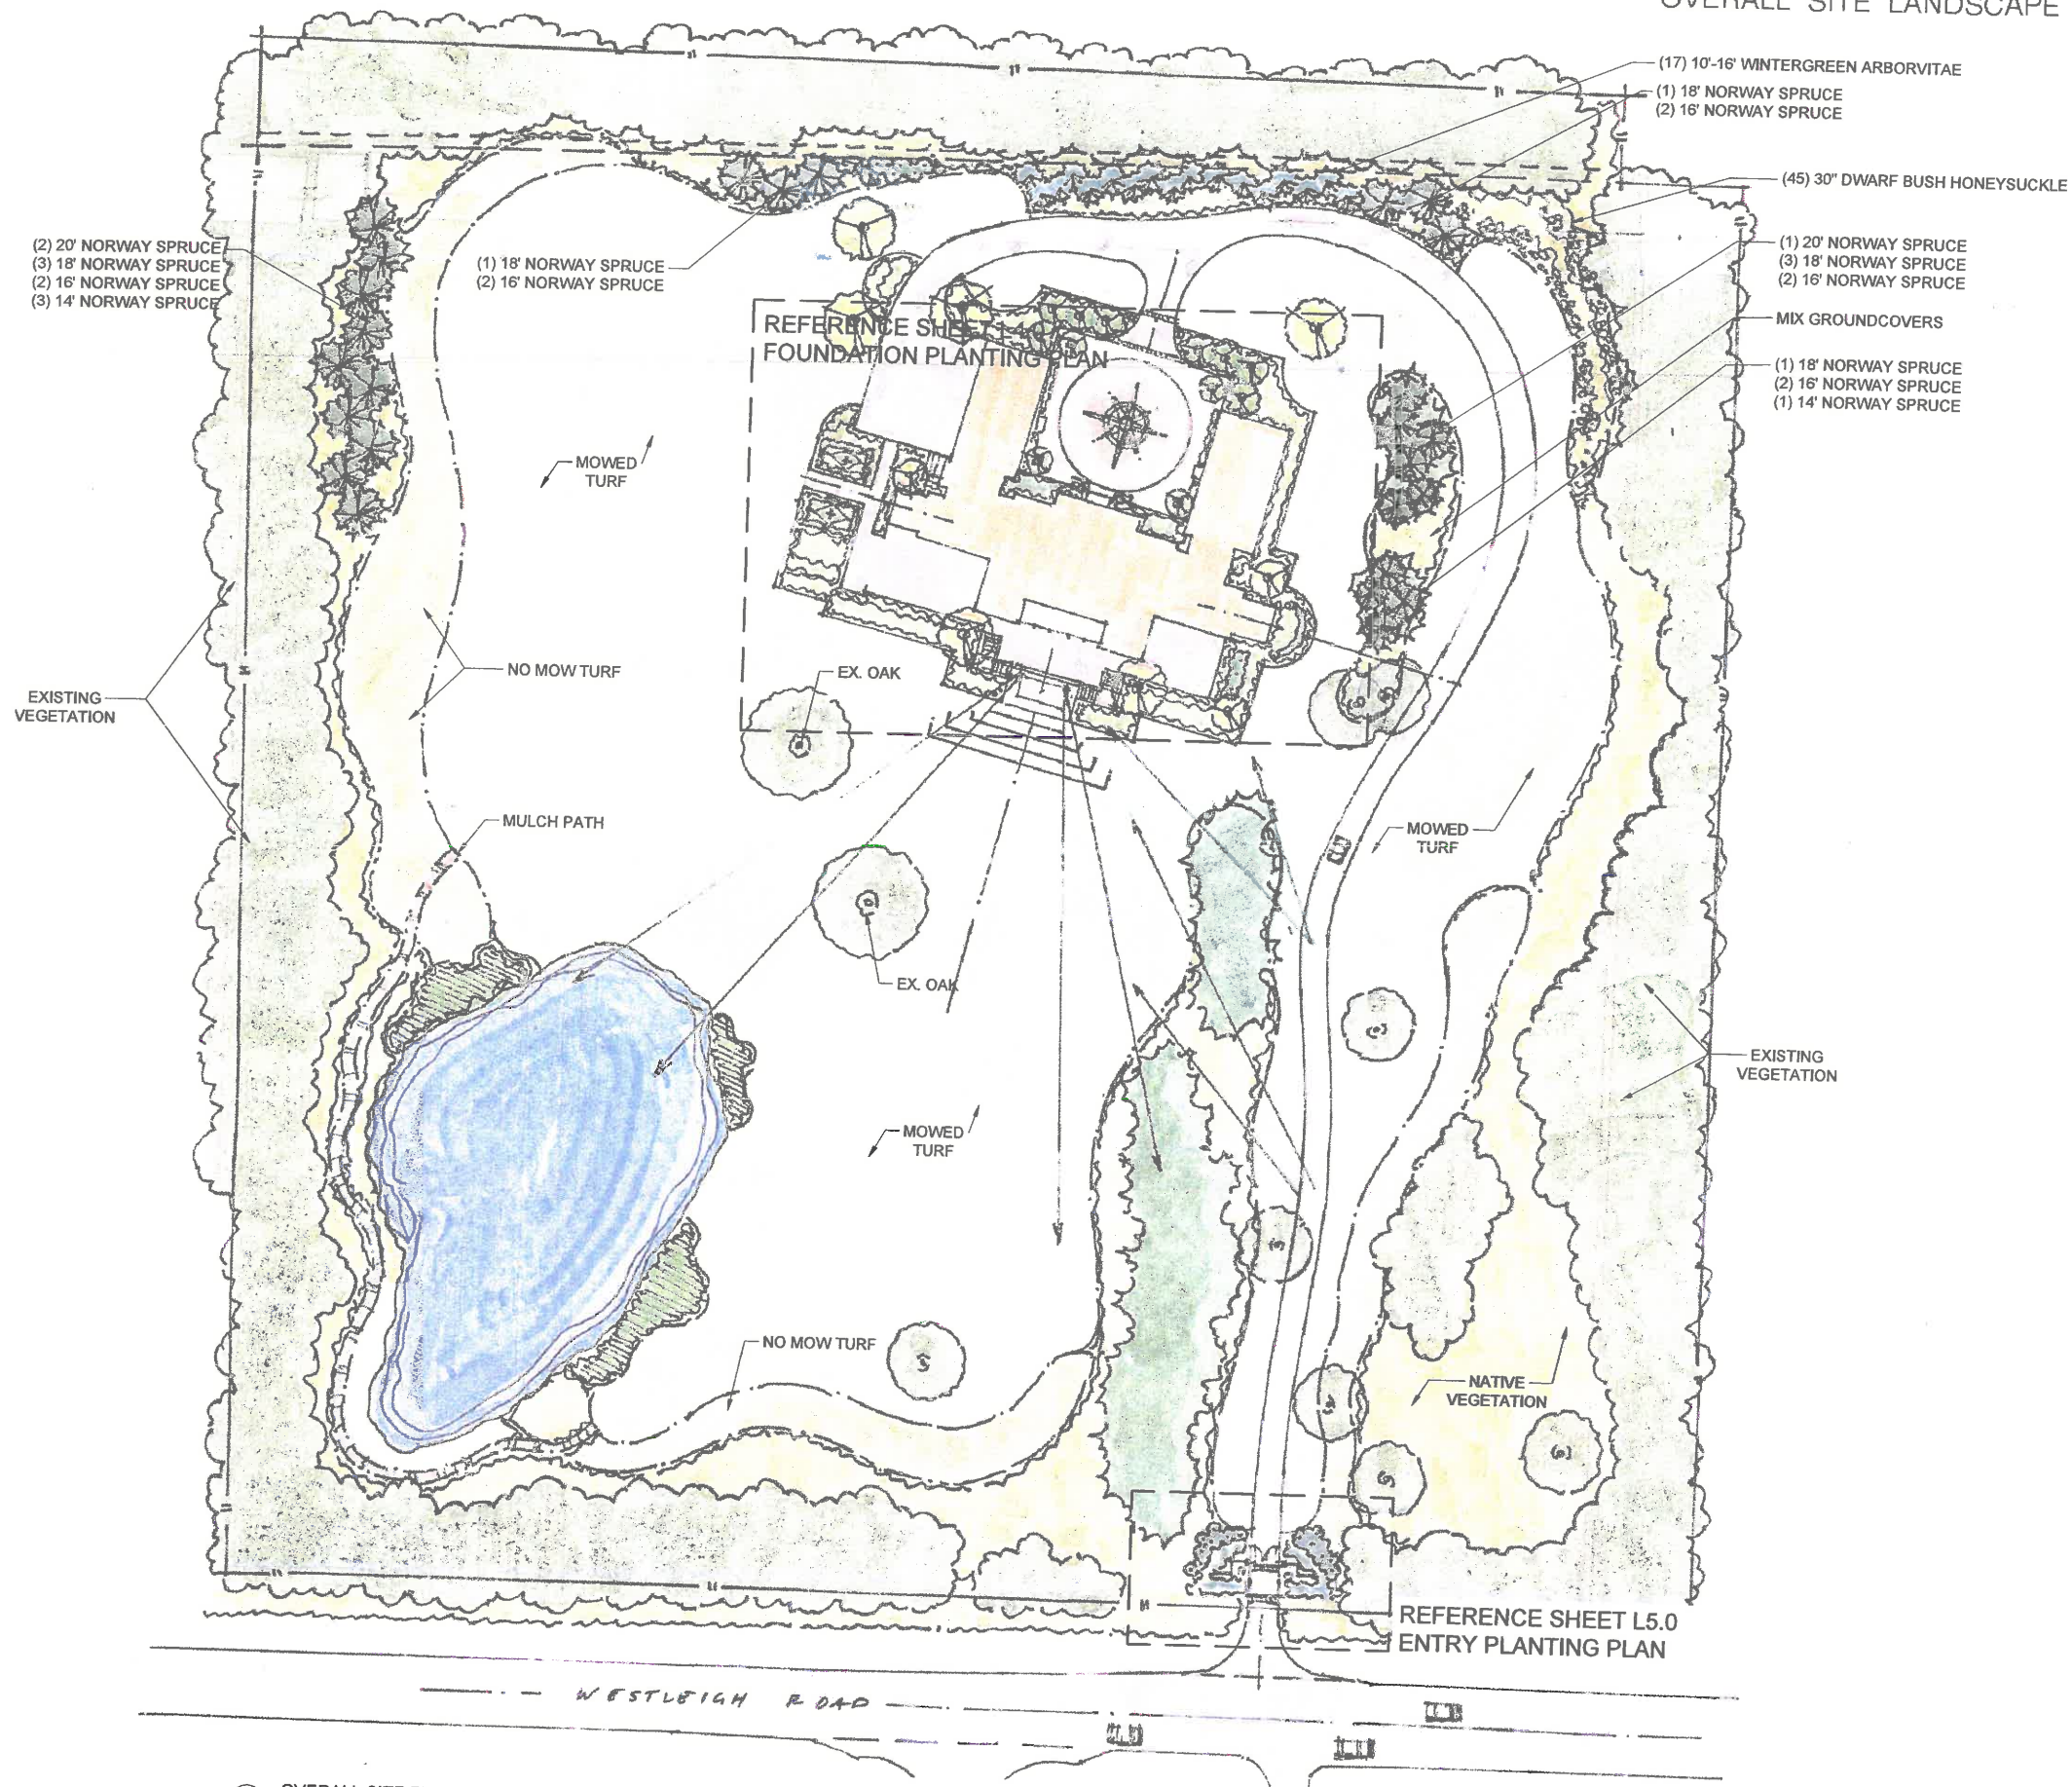 OVERALL SITE LANDSCAPE
(17) 10'-16' WINTERGREEN ARBORVITAE
(1) 18' NORWAY SPRUCE
(2) 16' NORWAY SPRUCE
(45) 30" DWARF BUSH HONEYSUCKLE
(2) 20' NORWAY SPRUCE
(3) 18' NORWAY SPRUCE
(2) 16' NORWAY SPRUCE
(3) 14' NORWAY SPRUCE
(1) 18' NORWAY SPRUCE
(2) 16' NORWAY SPRUCE
(1) 20' NORWAY SPRUCE
(3) 18' NORWAY SPRUCE
(2) 16' NORWAY SPRUCE
MIX GROUNDCOVERS
REFERENCE SHEET
FOUNDATION PLANTING PLAN
(1) 18' NORWAY SPRUCE
(2) 16' NORWAY SPRUCE
(1) 14' NORWAY SPRUCE
MOWED
TURF
NO MOW TURF
EX. OAK
EXISTING
VEGETATION
MULCH PATH
MOWED
TURF
EX. OAK
EXISTING
VEGETATION
MOWED
TURF
NO MOW TURF
NATIVE
VEGETATION
REFERENCE SHEET L5.0
ENTRY PLANTING PLAN
WESTLEIGH ROAD